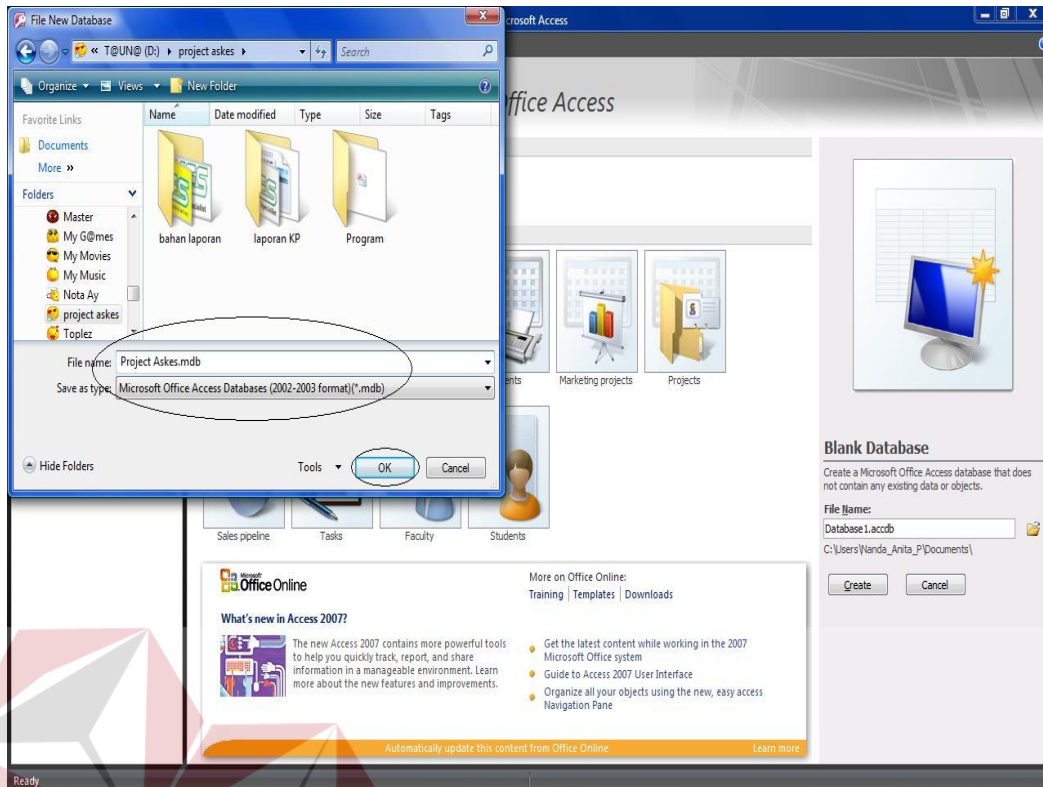 File New Database
« T@UN@ (D:) project askes
Search
Organize Views New Folder
Favorite Links
Documents
More »
Folders
Master
My G@mes
My Movies
My Music
Nota Ay
project askes
Toplez
Name Date modified Type Size Tags
bahan laporan laporan KP Program
File name: Project Askes.mdb
Save as type: Microsoft Office Access Databases (2002-2003 format)(*.mdb)
Hide Folders Tools OK Cancel
crosoft Access
ffice Access
ents Marketing projects Projects
Sales pipeline Tasks Faculty Students
Microsoft Office Online
What's new in Access 2007?
The new Access 2007 contains more powerful tools
to help you quickly track, report, and share
information in a manageable environment. Learn
more about the new features and improvements.
More on Office Online:
Training | Templates | Downloads
Get the latest content while working in the 2007
Microsoft Office system
Guide to Access 2007 User Interface
Organize all your objects using the new, easy access
Navigation Pane
Automatically update this content from Office Online Learn more
Blank Database
Create a Microsoft Office Access database that does
not contain any existing data or objects.
File Name:
Database1.accdb
C:\Users\Nanda_Anita_P\Documents\
Create Cancel
Ready